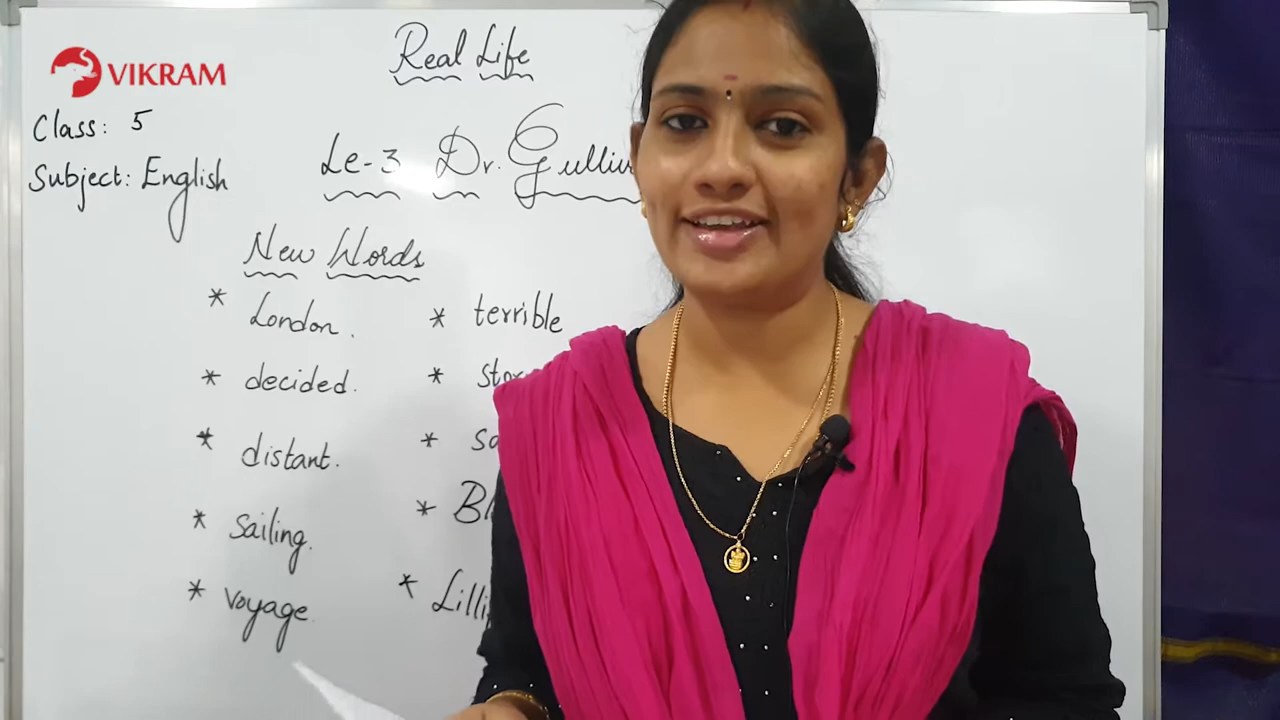 VIKRAM
Real Life
Class: 5
Subject: English
Le-3 Dr.
New Words
* London.
* terrible
* decided.
*
* distant.
*
* Sailing.
*
* voyage.
*